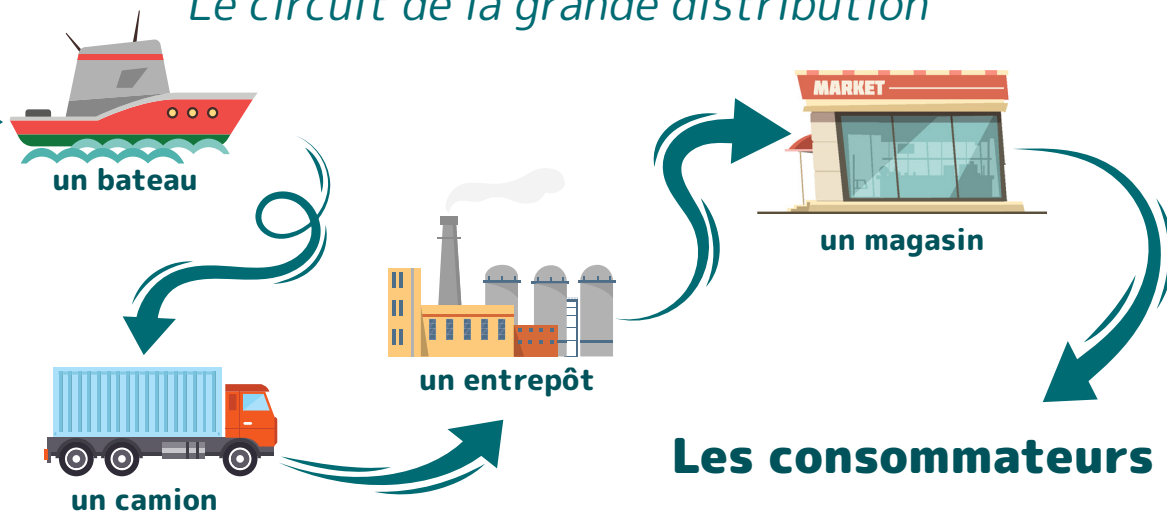 Le circuit de la grande distribution
un bateau
MARKET
un magasin
un entrepôt
un camion
Les consommateurs